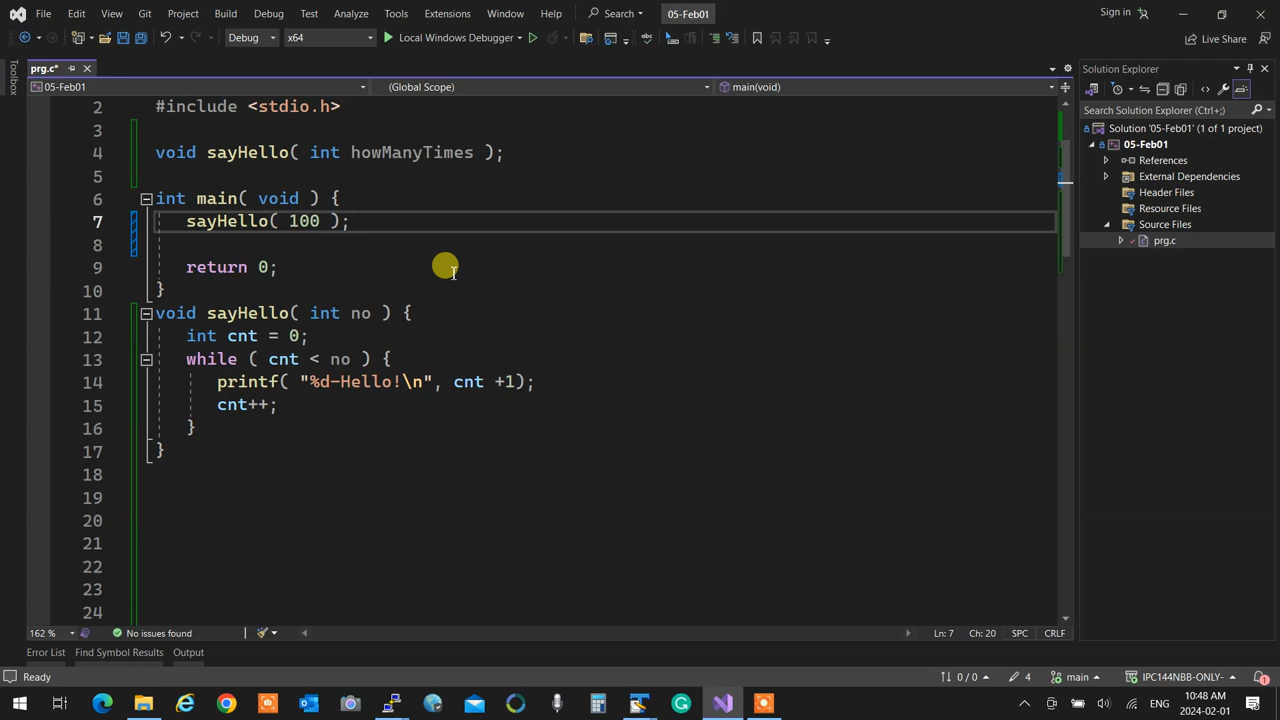 File Edit View Git Project Build Debug Test Analyze Tools Extensions Window Help Search 05-Feb01 Sign in
Debug x64 Local Windows Debugger Live Share
prg.c*
05-Feb01 (Global Scope) main(void)
2 #include <stdio.h>
3
4 void sayHello( int howManyTimes );
5
6 int main( void ) {
7 sayHello( 100 );
8
9 return 0;
10 }
11 void sayHello( int no ) {
12 int cnt = 0;
13 while ( cnt < no ) {
14 printf( "%d-Hello!\n", cnt +1);
15 cnt++;
16 }
17 }
18
19
20
21
22
23
24
162 % No issues found Ln: 7 Ch: 20 SPC CRLF
Toolbox
Solution Explorer
Search Solution Explorer (Ctrl+;)
Solution '05-Feb01' (1 of 1 project)
05-Feb01
References
External Dependencies
Header Files
Resource Files
Source Files
prg.c
Error List Find Symbol Results Output
Ready 0 / 0 4 main IPC144NBB-ONLY- 1
ENG 10:48 AM
2024-02-01